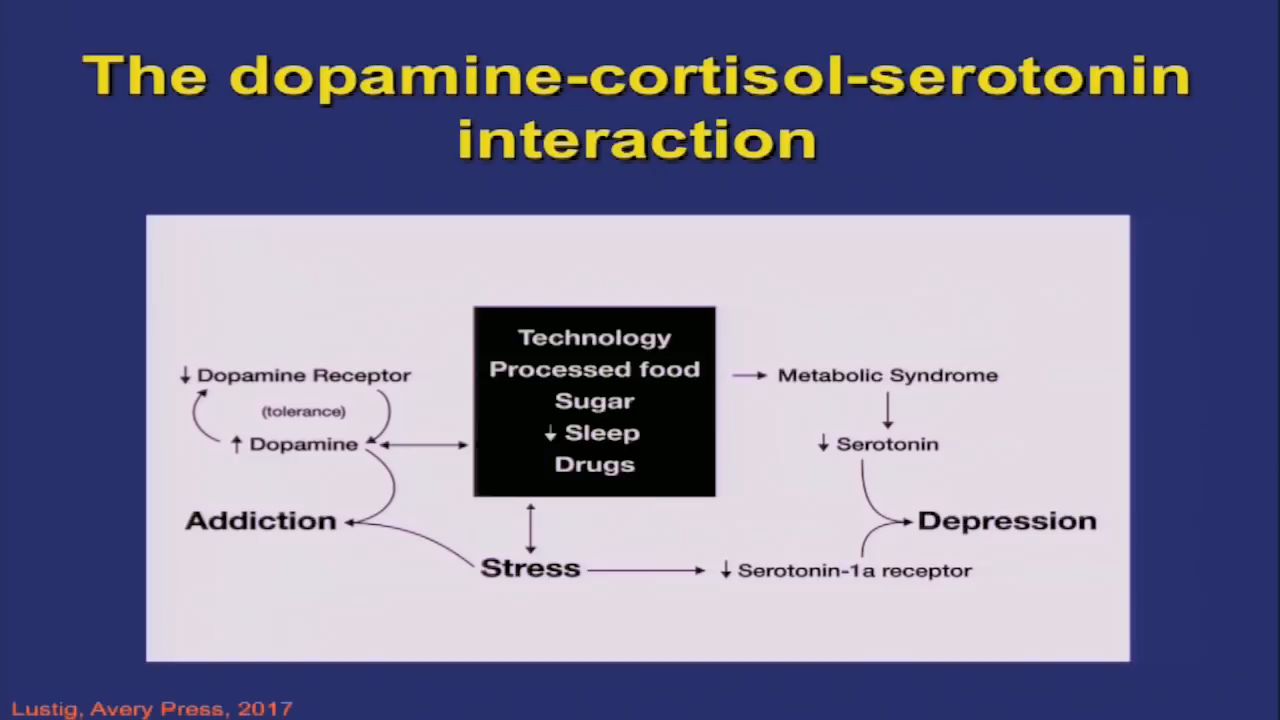 The dopamine-cortisol-serotonin
interaction
Technology
Processed food
Sugar
↓ Sleep
Drugs
↓ Dopamine Receptor
(tolerance)
↑ Dopamine
Addiction
Stress
Metabolic Syndrome
↓ Serotonin
Depression
↓ Serotonin-1a receptor
Lustig, Avery Press, 2017